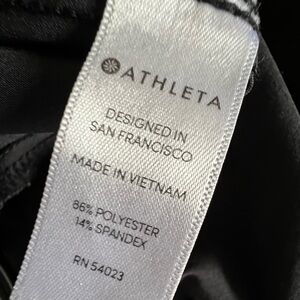 ATHLETA
DESIGNED IN
SAN FRANCISCO
MADE IN VIETNAM
86% POLYESTER
14% SPANDEX
RN 54023